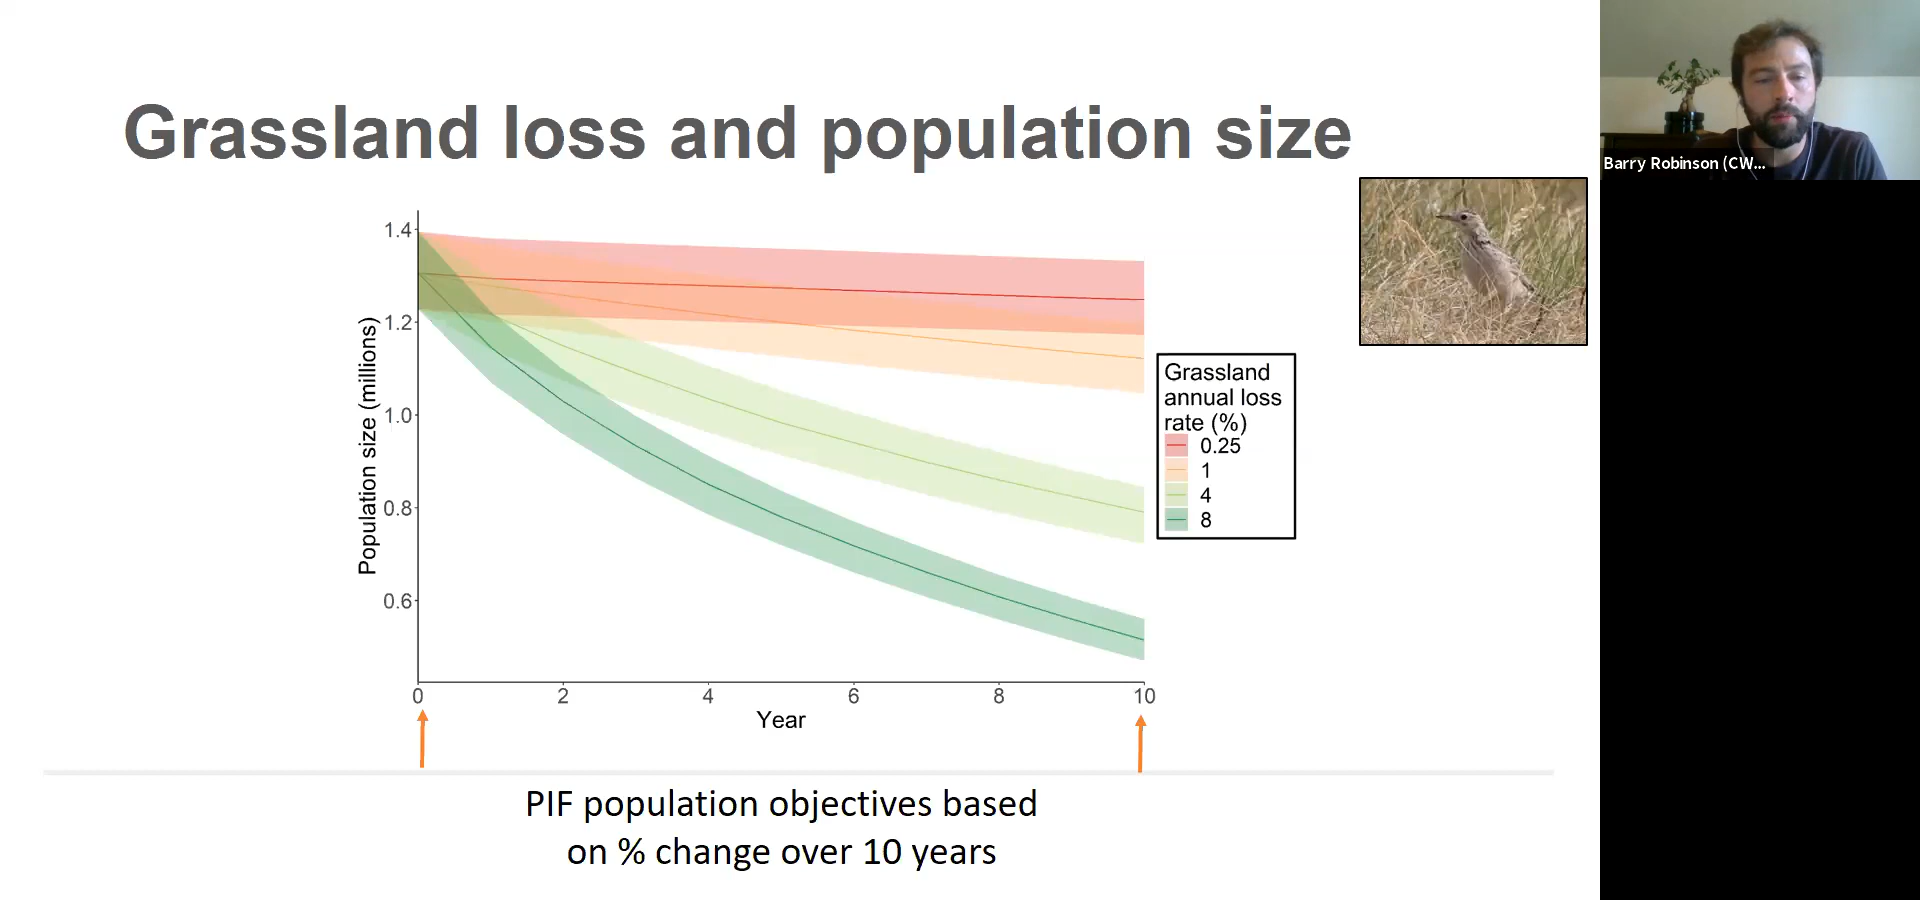 Grassland loss and population size
Barry Robinson (CW...
1.4
1.2
1.0
0.8
0.6
Population size (millions)
0
2
4
6
8
10
Year
Grassland
annual loss
rate (%)
0.25
1
4
8
PIF population objectives based
on % change over 10 years